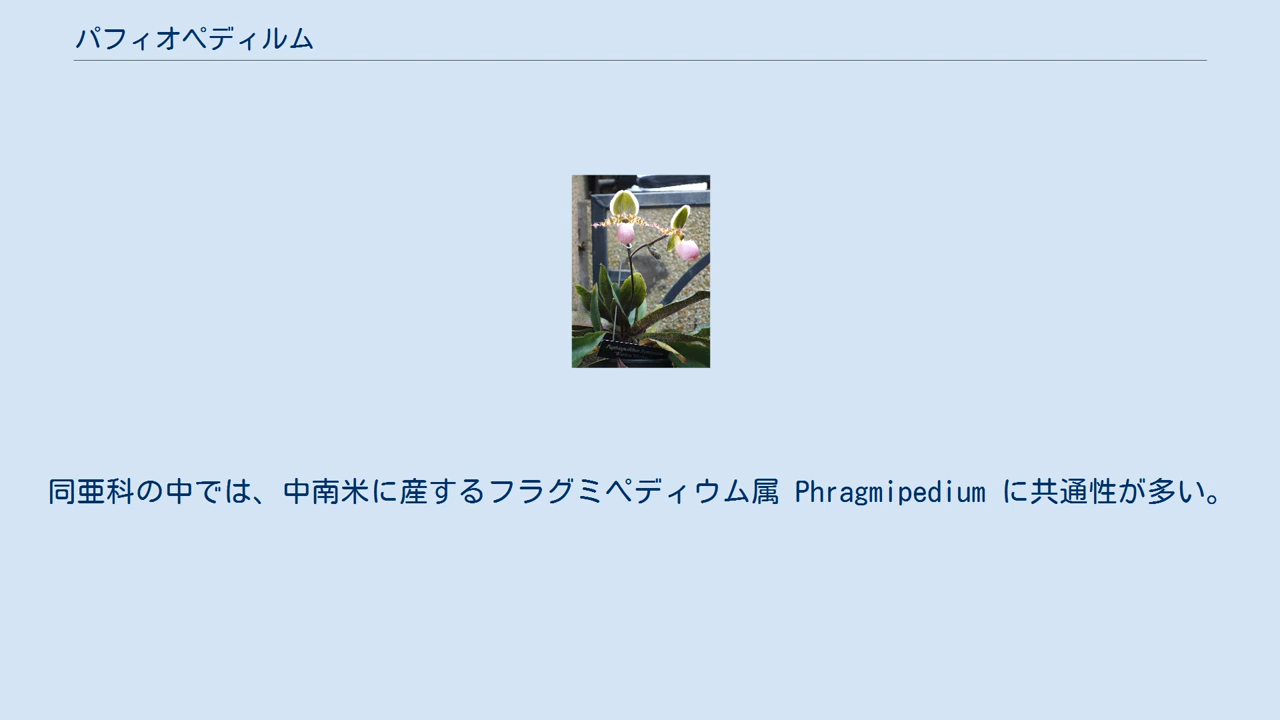 パフィオペディルム
同亜科の中では、中南米に産するフラグミペディウム属 Phragmipedium に共通性が多い。